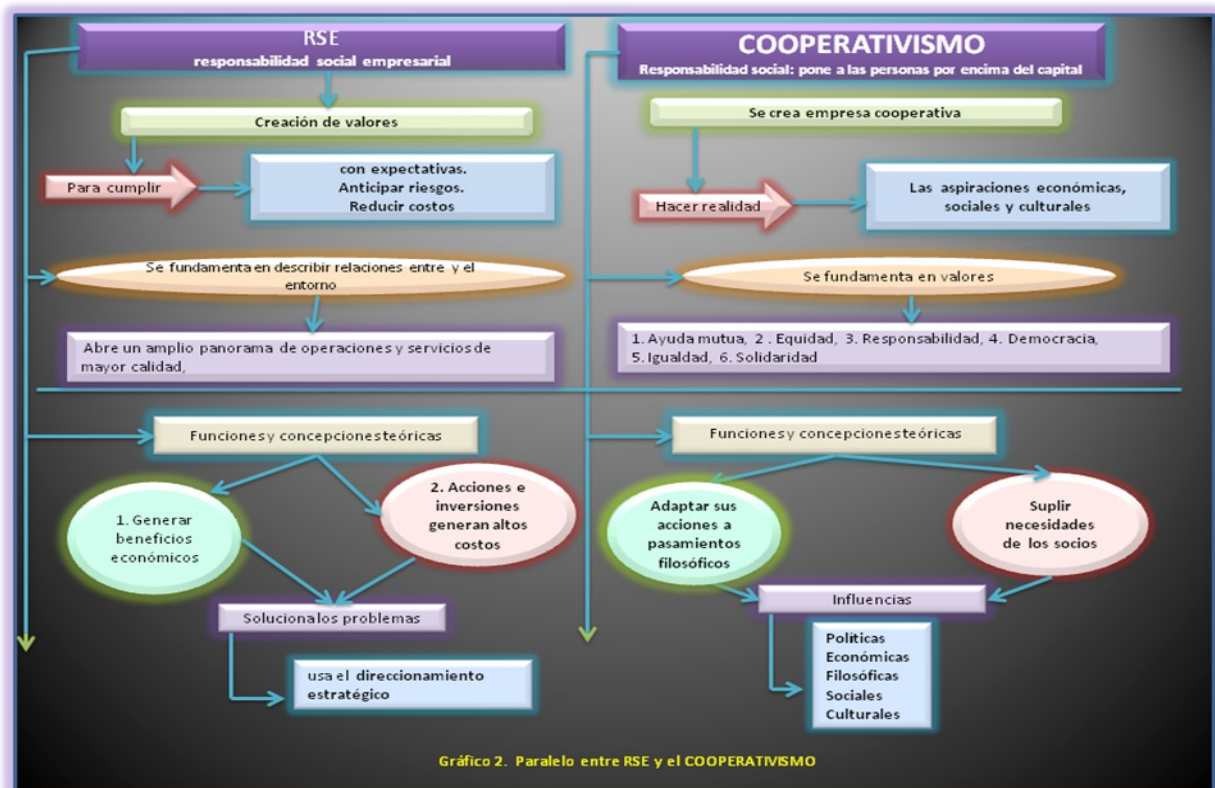 RSE
responsabilidad social empresarial
Creación de valores
Para cumplir
con expectativas.
Anticipar riesgos.
Reducir costos
Se fundamenta en describir relaciones entre y el
entorno
Abre un amplio panorama de operaciones y servicios de
mayor calidad,
Funciones y concepciones teóricas
1. Generar
beneficios
económicos
2. Acciones e
inversiones
generan altos
costos
Soluciona los problemas
usa el direccionamiento
estratégico
COOPERATIVISMO
Responsabilidad social: pone a las personas por encima del capital
Se crea empresa cooperativa
Hacer realidad
Las aspiraciones económicas,
sociales y culturales
Se fundamenta en valores
1. Ayuda mutua, 2 . Equidad, 3. Responsabilidad, 4. Democracia,
5. Igualdad, 6. Solidaridad
Funciones y concepciones teóricas
Adaptar sus
acciones a
pasamientos
filosóficos
Suplir
necesidades
de los socios
Influencias
Políticas
Económicas
Filosóficas
Sociales
Culturales
Gráfico 2. Paralelo entre RSE y el COOPERATIVISMO